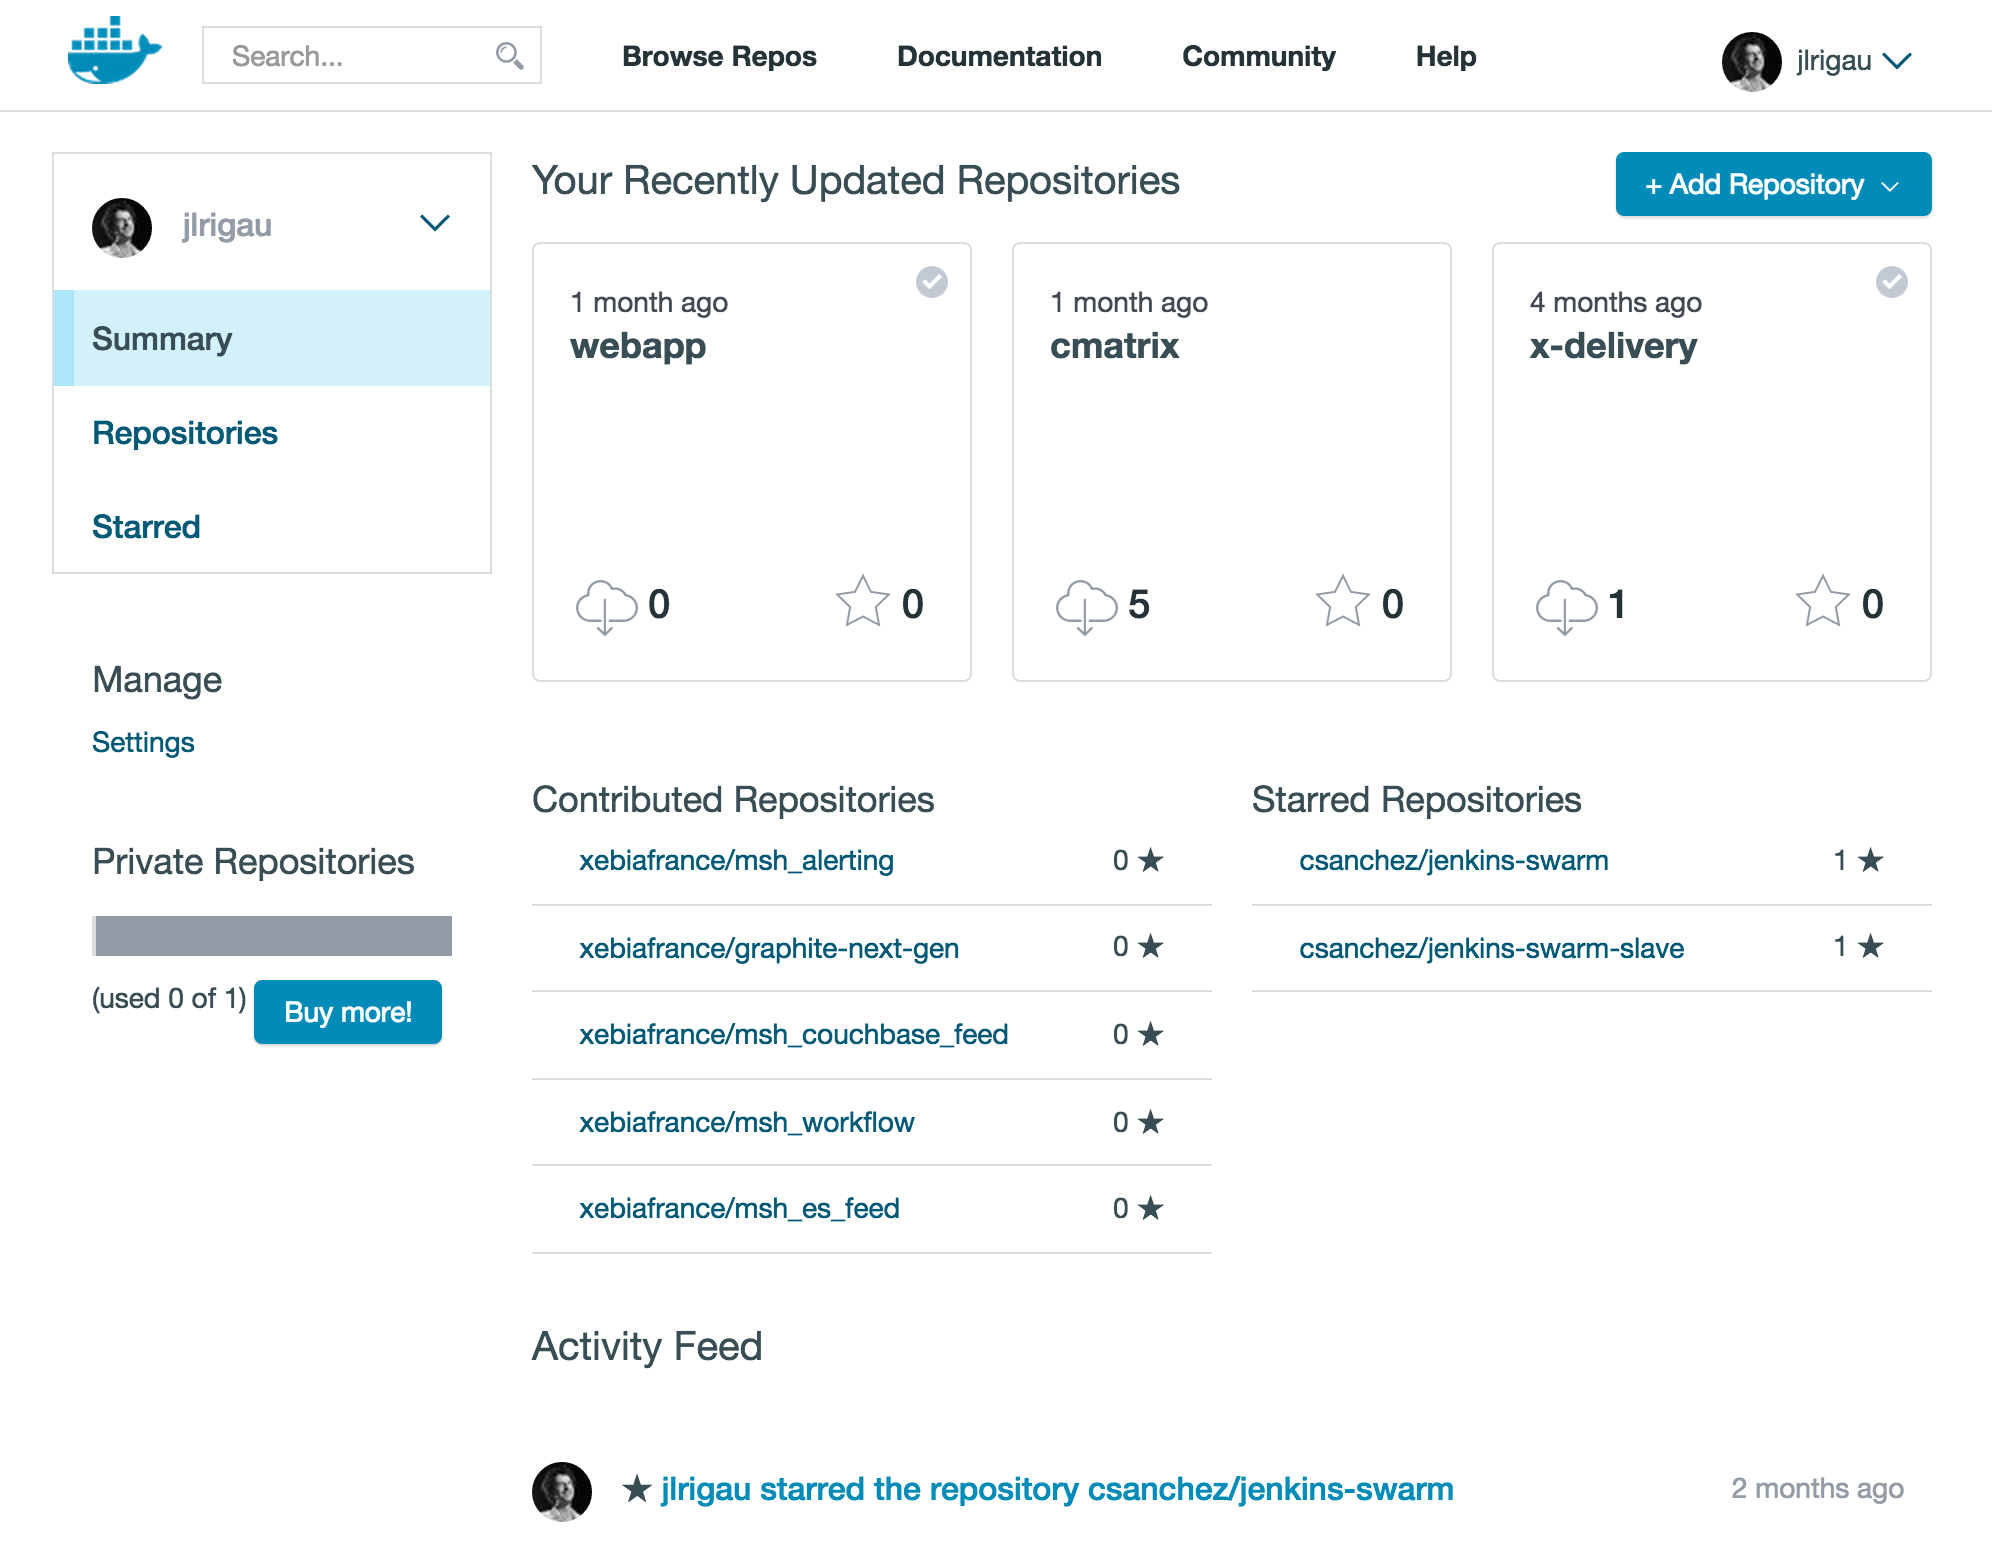 Search...
Browse Repos
Documentation
Community
Help
jlrigau
jlrigau
Summary
Repositories
Starred
Manage
Settings
Private Repositories
(used 0 of 1)
Buy more!
Your Recently Updated Repositories
+ Add Repository
1 month ago
webapp
0
0
1 month ago
cmatrix
5
0
4 months ago
x-delivery
1
0
Contributed Repositories
xebiafrance/msh_alerting 0 ★
xebiafrance/graphite-next-gen 0 ★
xebiafrance/msh_couchbase_feed 0 ★
xebiafrance/msh_workflow 0 ★
xebiafrance/msh_es_feed 0 ★
Starred Repositories
csanchez/jenkins-swarm 1 ★
csanchez/jenkins-swarm-slave 1 ★
Activity Feed
★ jlrigau starred the repository csanchez/jenkins-swarm
2 months ago